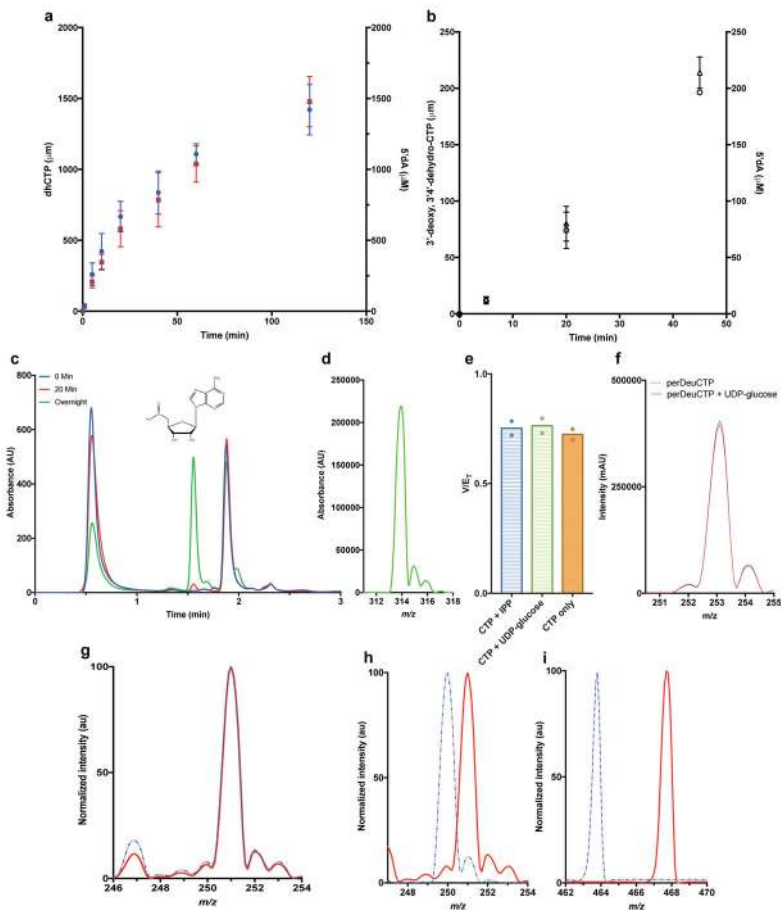 a
2000
1500
1000
500
0
dhCTP (μm)
2000
1500
1000
500
0
5'dA (μM)
0
50
100
150
Time (min)
b
250
200
150
100
50
0
3´-deoxy, 3'4´-dehydro-CTP (μm)
250
200
150
100
50
0
5'dA (μM)
0
10
20
30
40
50
Time (min)
c
0 Min
20 Min
Overnight
800
600
400
200
0
Absorbance (AU)
0
1
2
3
Time (min)
d
250000
200000
150000
100000
50000
0
Absorbance (AU)
312
314
316
318
m/z
e
1.0
0.5
0.0
V/E_T
CTP + IPP
CTP + UDP-glucose
CTP only
f
perDeuCTP
perDeuCTP + UDP-glucose
500000
250000
0
Intensity (mAU)
251
252
253
254
255
m/z
g
100
50
0
Normalized intensity (au)
246
248
250
252
254
m/z
h
100
50
0
Normalized intensity (au)
248
250
252
254
m/z
i
100
50
0
Normalized intensity (au)
462
464
466
468
470
m/z